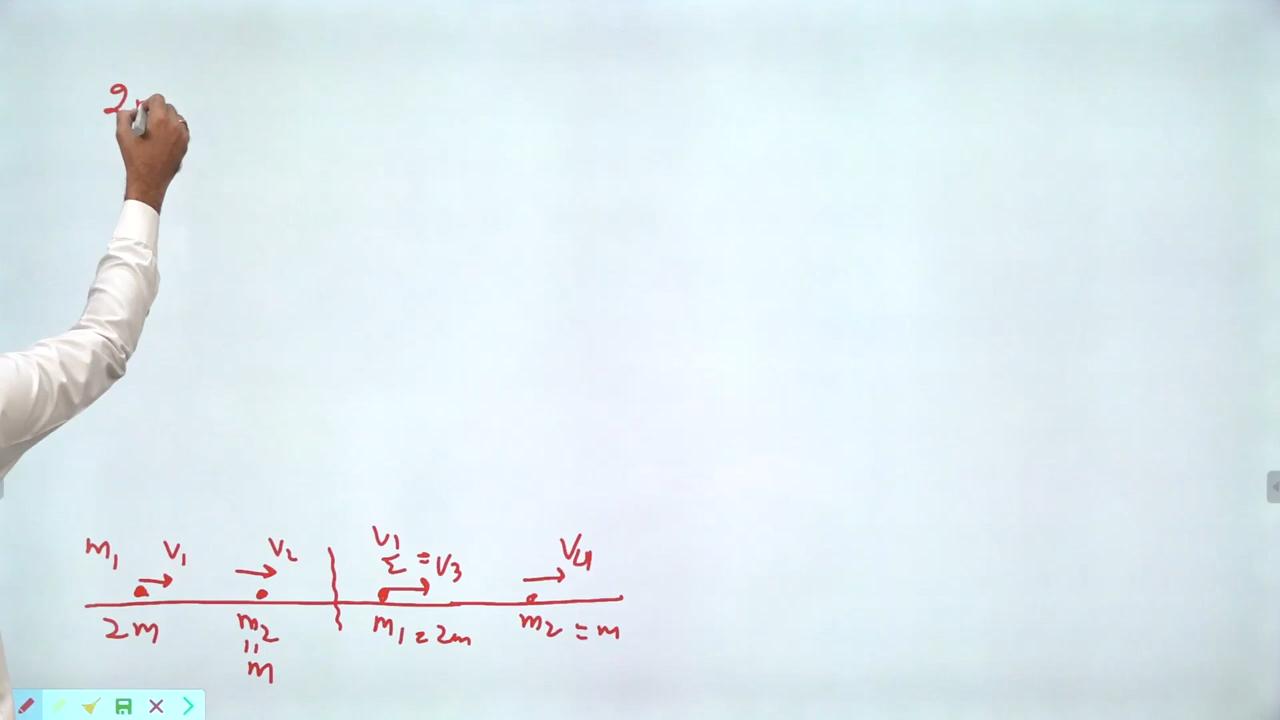 2
m₁ v₁ v₂ v₁ v₄
Σ = v₃
2m m₂ m₁ = 2m m₂ = m
॥
m